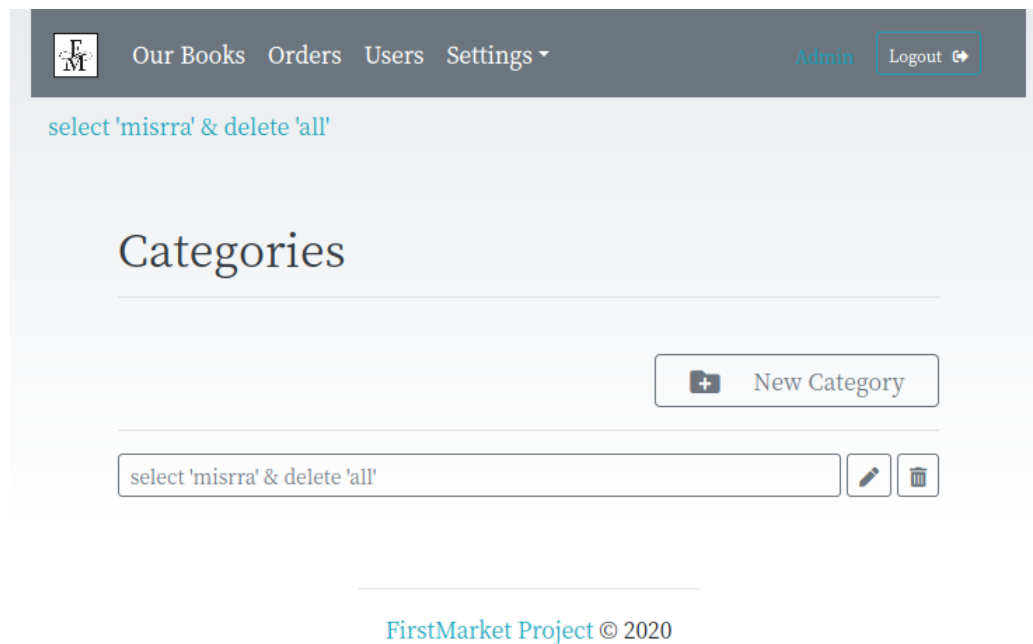 FM Our Books Orders Users Settings Admin Logout
select 'misrra' & delete 'all'
Categories
New Category
select 'misrra' & delete 'all'
FirstMarket Project © 2020